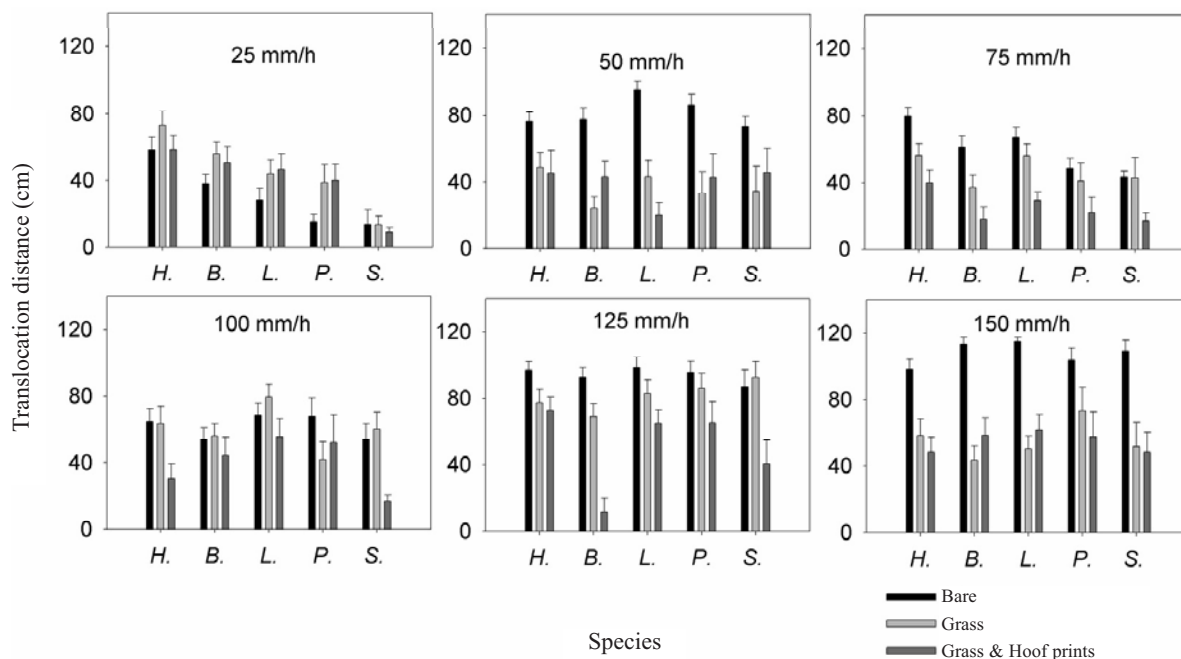 Translocation distance (cm)
25 mm/h
120
80
40
0
H. B. L. P. S.
50 mm/h
120
80
40
0
H. B. L. P. S.
75 mm/h
120
80
40
0
H. B. L. P. S.
100 mm/h
120
80
40
0
H. B. L. P. S.
125 mm/h
120
80
40
0
H. B. L. P. S.
150 mm/h
120
80
40
0
H. B. L. P. S.
Species
Bare
Grass
Grass & Hoof prints